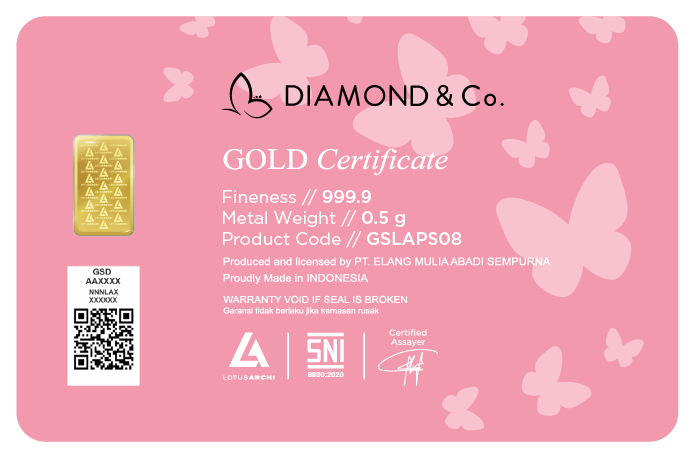 DIAMOND & Co.
GOLD Certificate
Fineness // 999.9
Metal Weight // 0.5 g
Product Code // GSLAPS08
Produced and licensed by PT. ELANG MULIA ABADI SEMPURNA
Proudly Made in INDONESIA
WARRANTY VOID IF SEAL IS BROKEN
Garansi tidak berlaku jika kemasan rusak
GSD
AAXXXX
NNNLAX
XXXXXX
LOTUSARCHI
SNI
8880:2020
Certified
Assayer